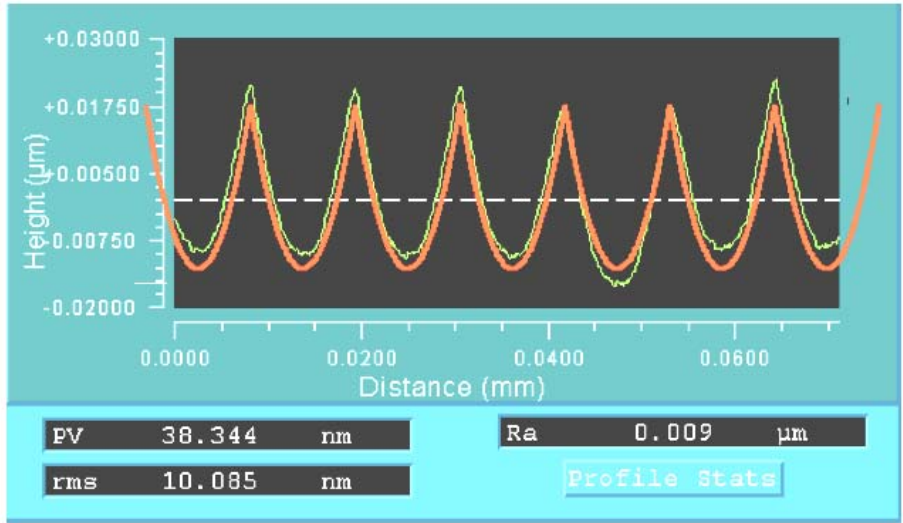 +0.03000
+0.01750
+0.00500
-0.00750
-0.02000
Height (µm)
0.0000 0.0200 0.0400 0.0600
Distance (mm)
PV 38.344 nm
Ra 0.009 µm
rms 10.085 nm
Profile Stats